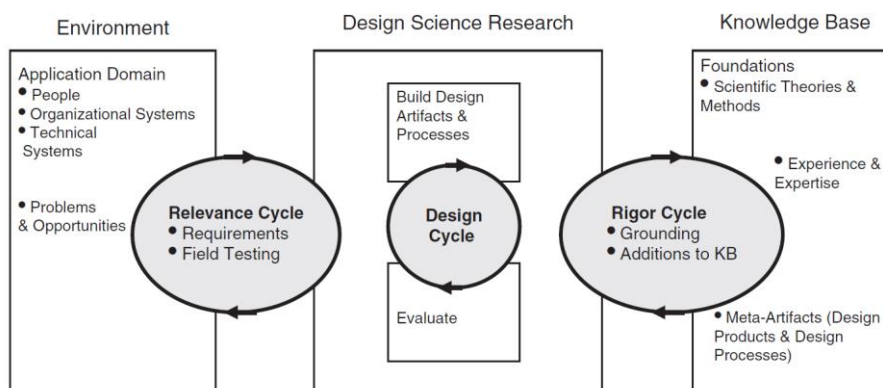 Environment
Design Science Research
Knowledge Base
Application Domain
• People
• Organizational Systems
• Technical
Systems
• Problems
& Opportunities
Relevance Cycle
• Requirements
• Field Testing
Build Design
Artifacts &
Processes
Design
Cycle
Evaluate
Rigor Cycle
• Grounding
• Additions to KB
Foundations
• Scientific Theories &
Methods
• Experience &
Expertise
• Meta-Artifacts (Design
Products & Design
Processes)